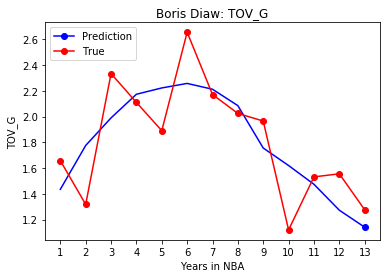 Boris Diaw: TOV_G
Prediction
True
2.6
2.4
2.2
2.0
1.8
1.6
1.4
1.2
TOV_G
1 2 3 4 5 6 7 8 9 10 11 12 13
Years in NBA